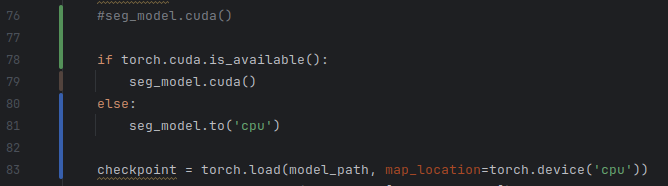 76 #seg_model.cuda()
77
78 if torch.cuda.is_available():
79 seg_model.cuda()
80 else:
81 seg_model.to('cpu')
82
83 checkpoint = torch.load(model_path, map_location=torch.device('cpu'))